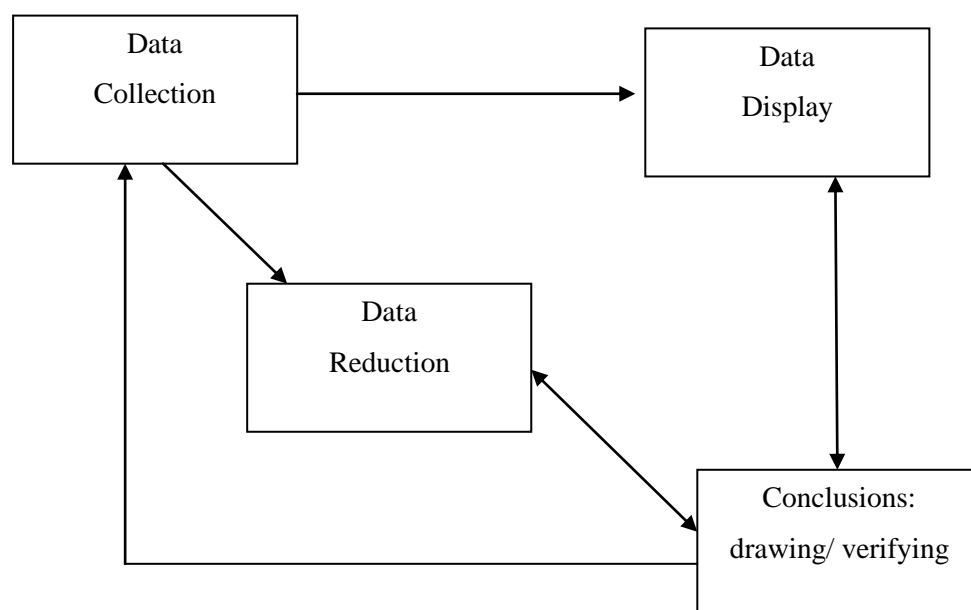 Data
Collection
Data
Display
Data
Reduction
Conclusions:
drawing/ verifying